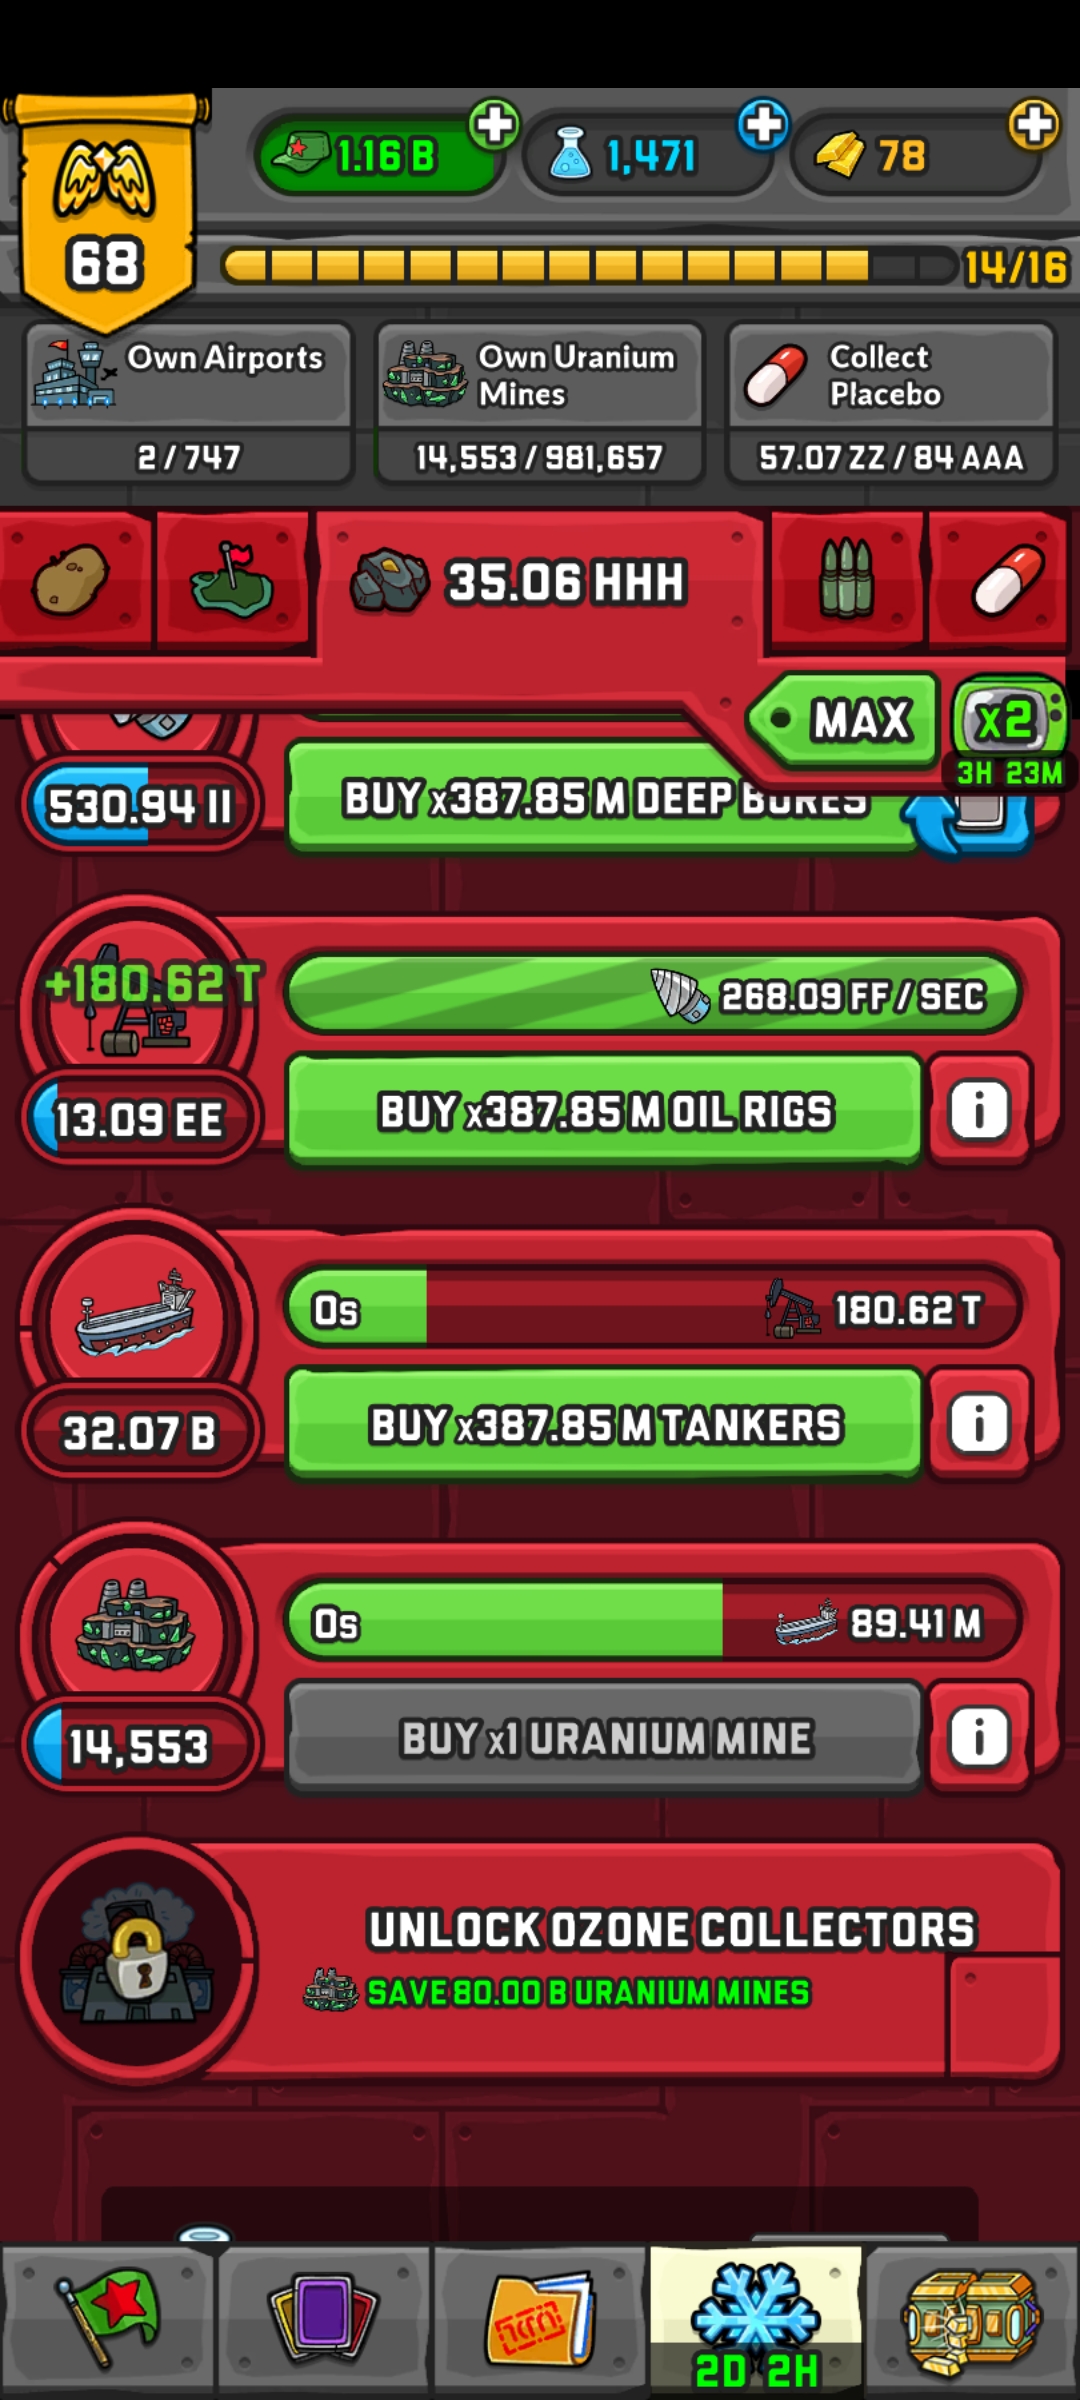 1.16 B
1,471
78
68
14/16
Own Airports
2 / 747
Own Uranium
Mines
14,553 / 981,657
Collect
Placebo
57.07 ZZ / 84 AAA
35.06 HHH
MAX
x2
3H 23M
530.94 II
BUY x387.85 M DEEP BORES
+180.62 T
268.09 FF / SEC
13.09 EE
BUY x387.85 M OIL RIGS
0s
180.62 T
32.07 B
BUY x387.85 M TANKERS
0s
89.41 M
14,553
BUY x1 URANIUM MINE
UNLOCK OZONE COLLECTORS
SAVE 80.00 B URANIUM MINES
2D 2H